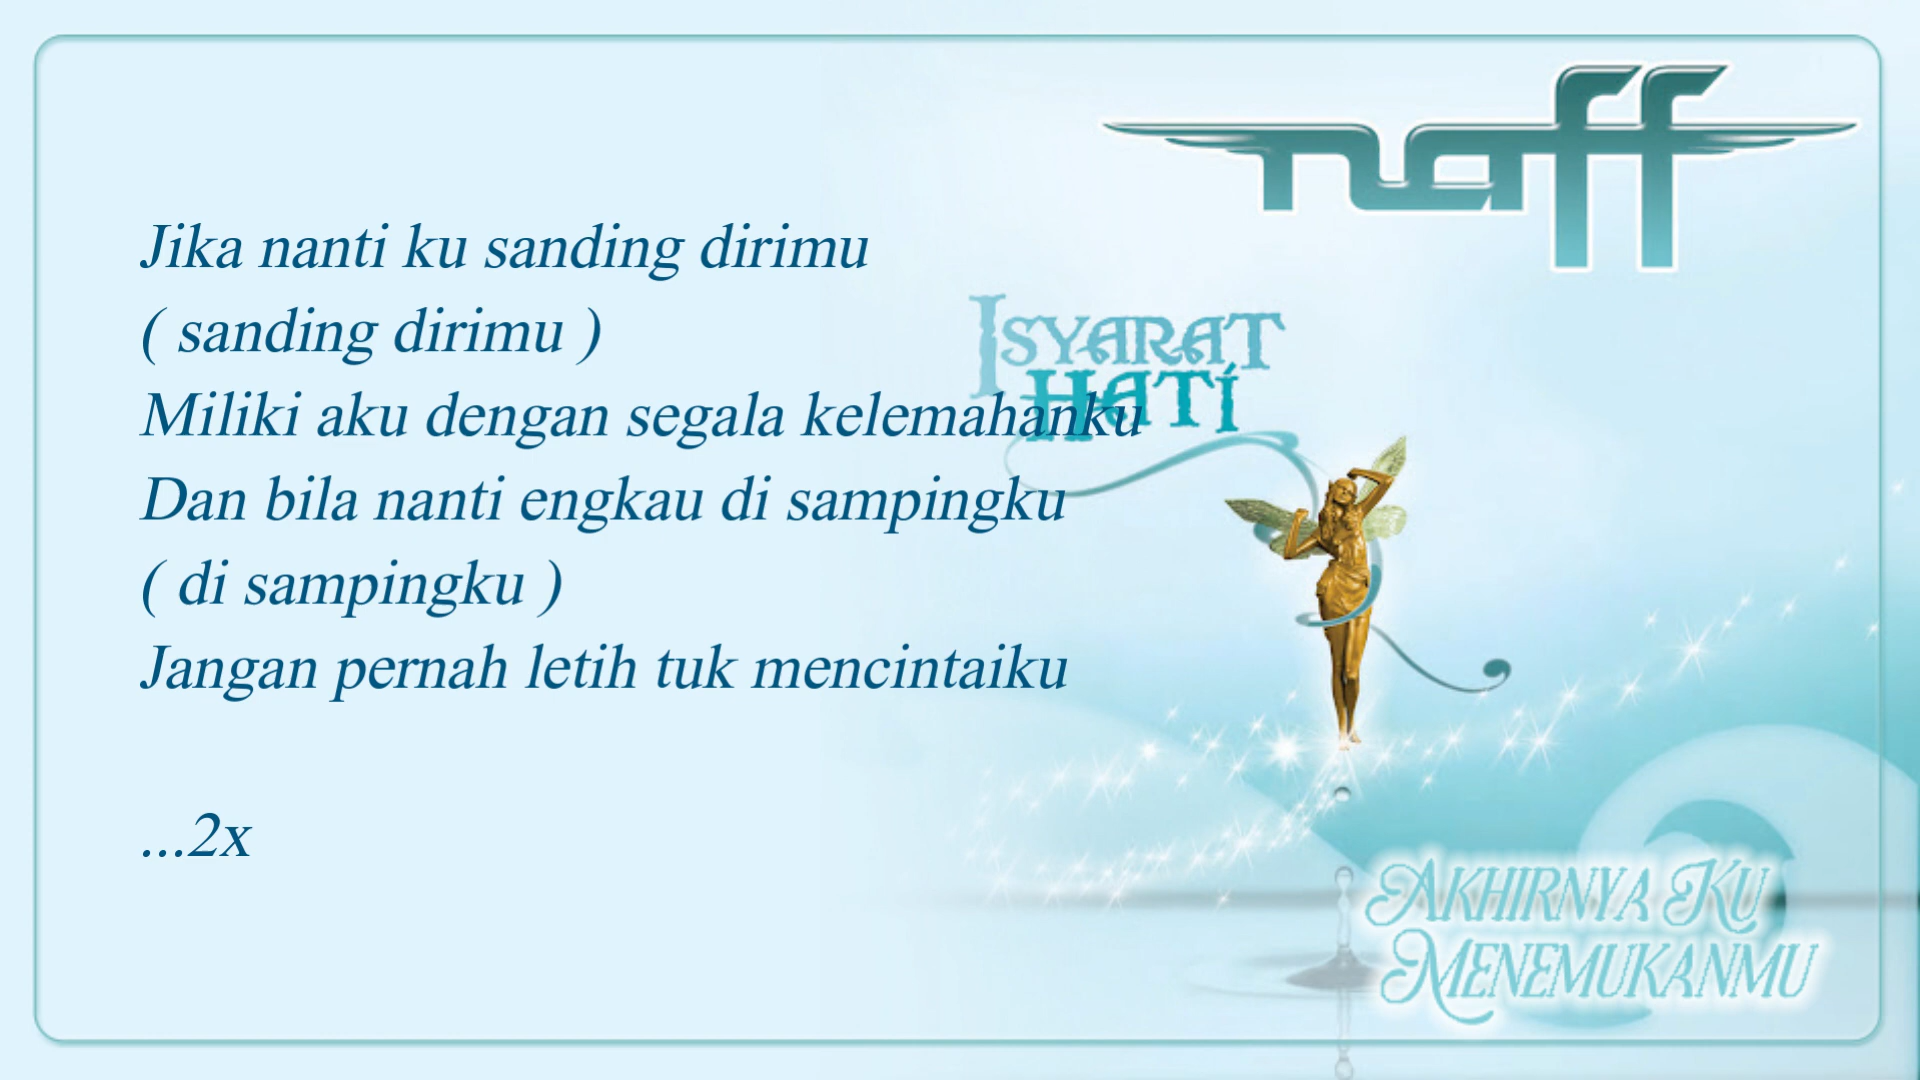 naff
Jika nanti ku sanding dirimu
( sanding dirimu )
ISYARAT
HATI
Miliki aku dengan segala kelemahanku
Dan bila nanti engkau di sampingku
( di sampingku )
Jangan pernah letih tuk mencintaiku
...2x
AKHIRNYA KU
MENEMUKANMU